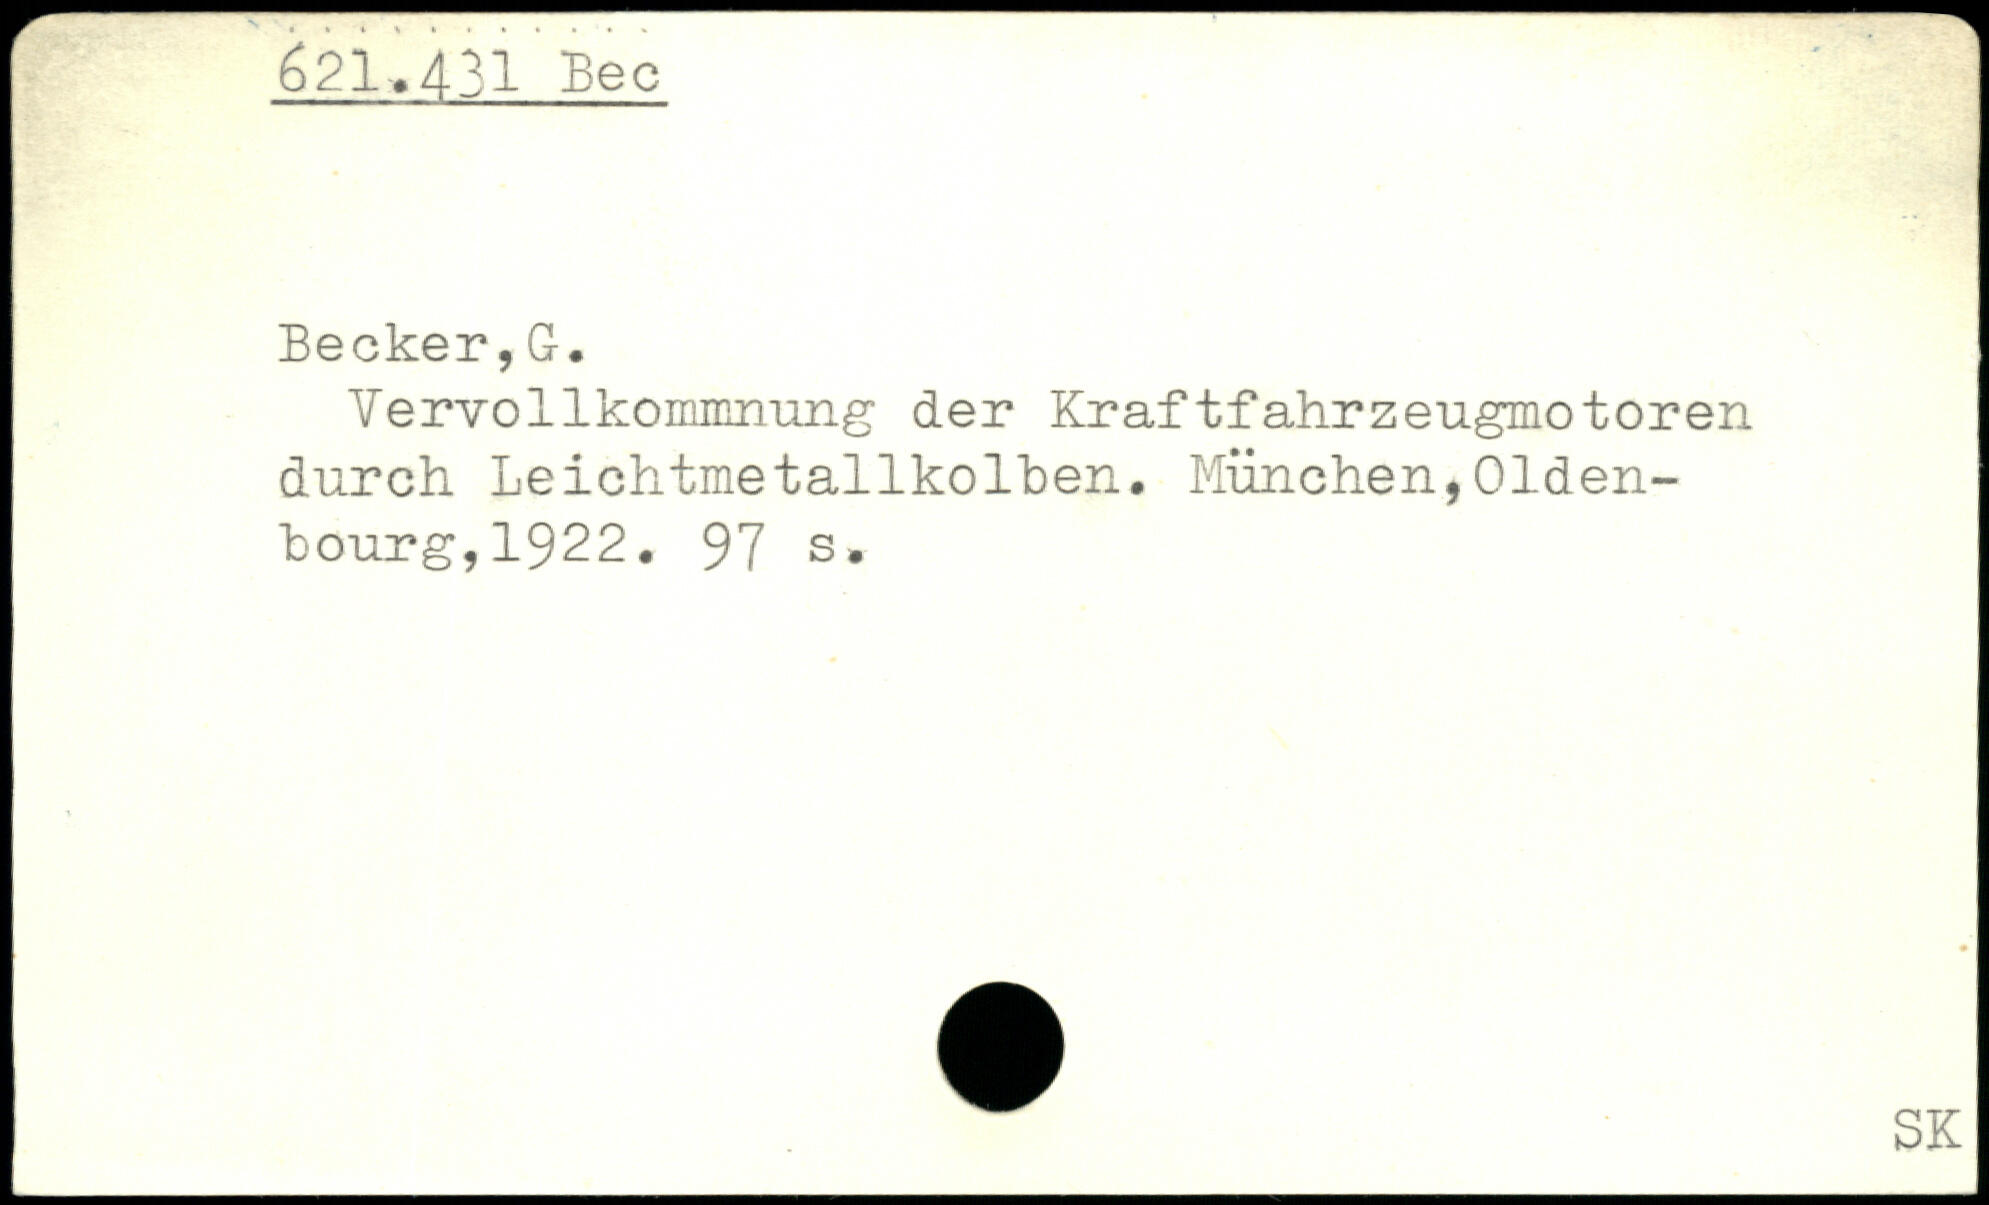 621.431 Bec
Becker,G.
Vervollkommnung der Kraftfahrzeugmotoren
durch Leichtmetallkolben. München,Olden-
bourg,1922. 97 s.
SK